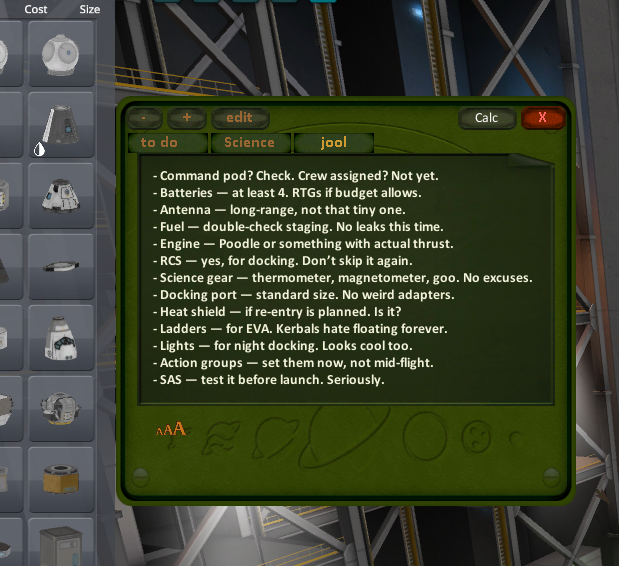 Cost Size
- + edit Calc X
to do Science jool
- Command pod? Check. Crew assigned? Not yet.
- Batteries — at least 4. RTGs if budget allows.
- Antenna — long-range, not that tiny one.
- Fuel — double-check staging. No leaks this time.
- Engine — Poodle or something with actual thrust.
- RCS — yes, for docking. Don't skip it again.
- Science gear — thermometer, magnetometer, goo. No excuses.
- Docking port — standard size. No weird adapters.
- Heat shield — if re-entry is planned. Is it?
- Ladders — for EVA. Kerbals hate floating forever.
- Lights — for night docking. Looks cool too.
- Action groups — set them now, not mid-flight.
- SAS — test it before launch. Seriously.
AAA